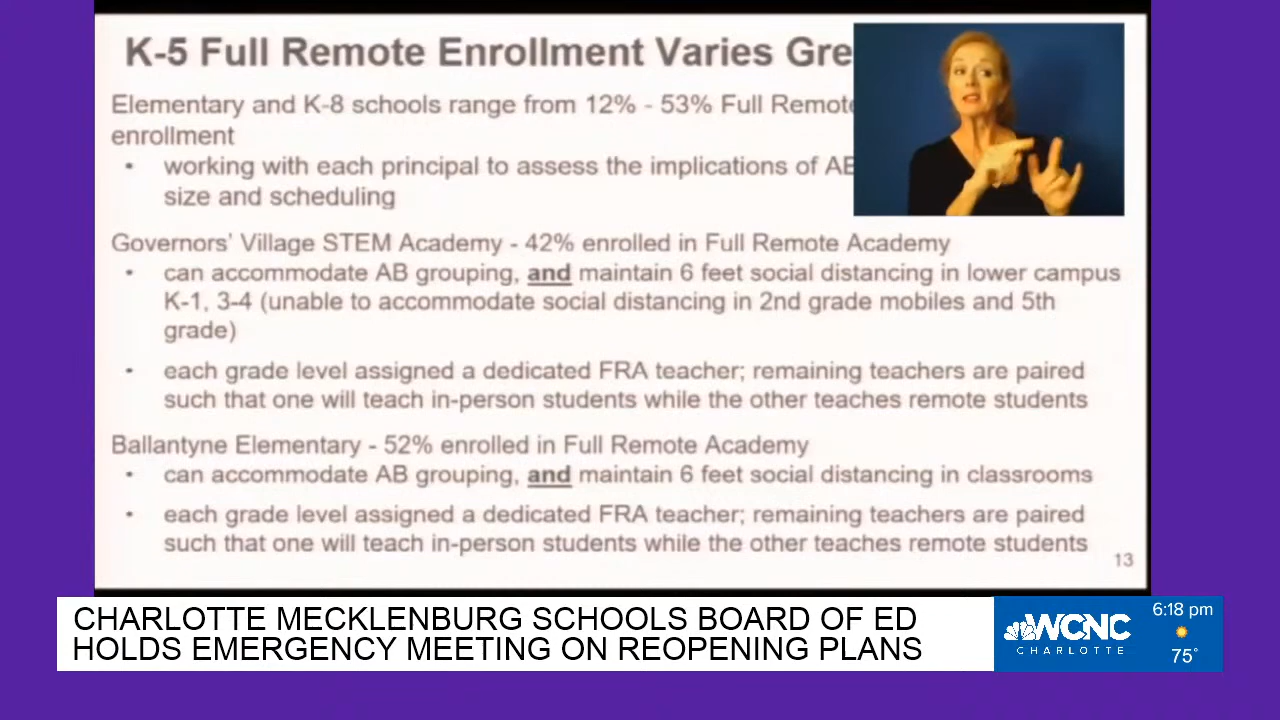 K-5 Full Remote Enrollment Varies Gre
Elementary and K-8 schools range from 12% - 53% Full Remote
enrollment
• working with each principal to assess the implications of AB
size and scheduling
Governors' Village STEM Academy - 42% enrolled in Full Remote Academy
• can accommodate AB grouping, and maintain 6 feet social distancing in lower campus
K-1, 3-4 (unable to accommodate social distancing in 2nd grade mobiles and 5th
grade)
• each grade level assigned a dedicated FRA teacher; remaining teachers are paired
such that one will teach in-person students while the other teaches remote students
Ballantyne Elementary - 52% enrolled in Full Remote Academy
• can accommodate AB grouping, and maintain 6 feet social distancing in classrooms
• each grade level assigned a dedicated FRA teacher; remaining teachers are paired
such that one will teach in-person students while the other teaches remote students
13
CHARLOTTE MECKLENBURG SCHOOLS BOARD OF ED
HOLDS EMERGENCY MEETING ON REOPENING PLANS
WCNC
CHARLOTTE
6:18 pm
75°